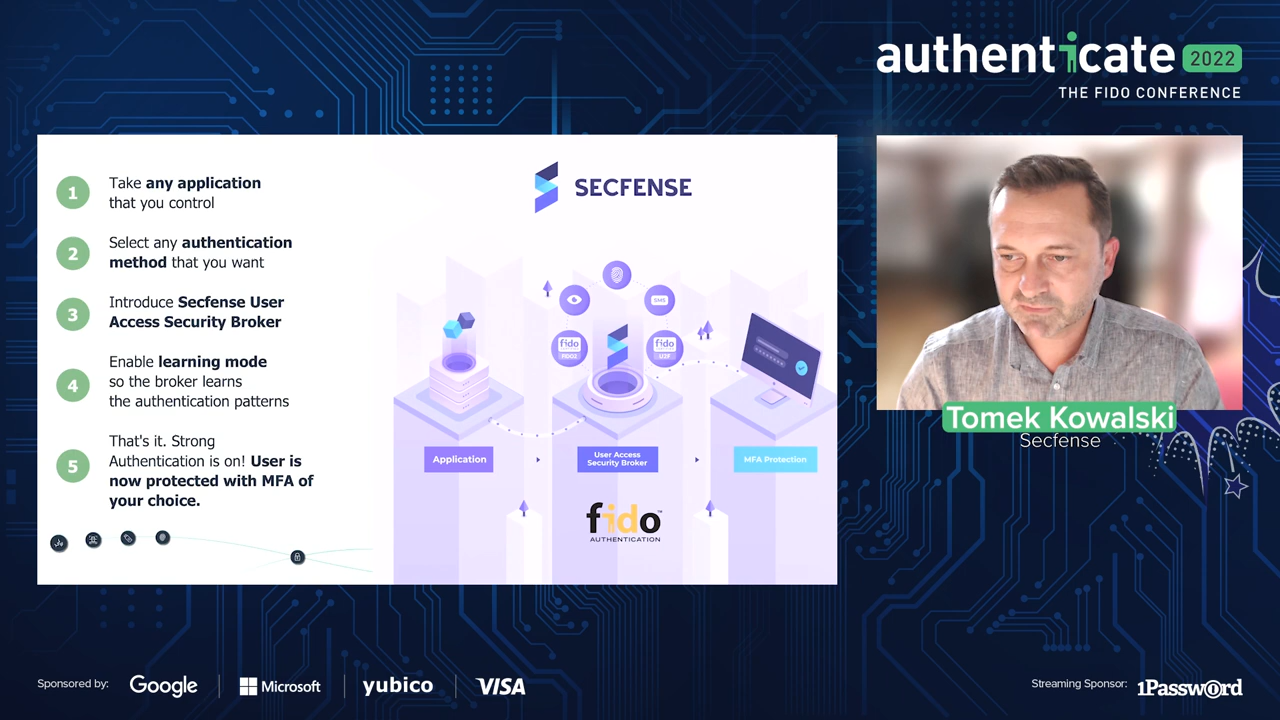 authenticate 2022
THE FIDO CONFERENCE
1
Take any application
that you control
2
Select any authentication
method that you want
3
Introduce Secfense User
Access Security Broker
4
Enable learning mode
so the broker learns
the authentication patterns
5
That's it. Strong
Authentication is on! User is
now protected with MFA of
your choice.
SECFENSE
SMS
fido
FIDO2
fido
U2F
Application
User Access
Security Broker
MFA Protection
fido™
AUTHENTICATION
Tomek Kowalski
Secfense
Sponsored by:
Google
Microsoft
yubico
VISA
Streaming Sponsor:
1Password